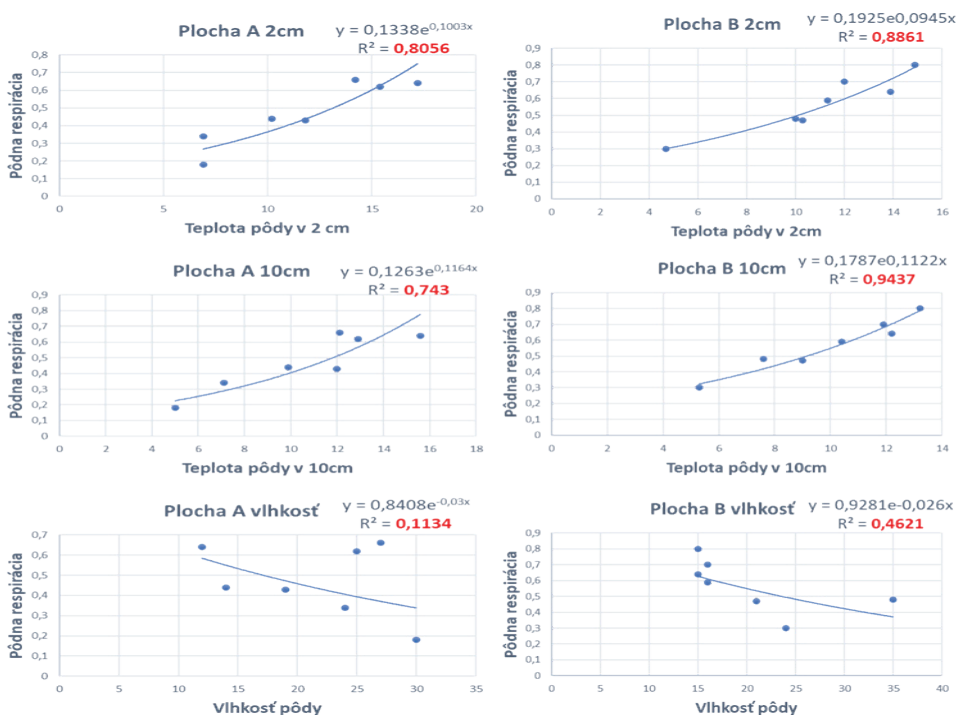 Plocha A 2cm
y = 0,1338e^0,1003x
R² = 0,8056
Pôdna respirácia
0,8
0,7
0,6
0,5
0,4
0,3
0,2
0,1
0
0 5 10 15 20
Teplota pôdy v 2 cm
Plocha B 2cm
y = 0,1925e0,0945x
R² = 0,8861
Pôdna respirácia
0,9
0,8
0,7
0,6
0,5
0,4
0,3
0,2
0,1
0
0 2 4 6 8 10 12 14 16
Teplota pôdy v 2cm
Plocha A 10cm
y = 0,1263e^0,1164x
R² = 0,743
Pôdna respirácia
0,9
0,8
0,7
0,6
0,5
0,4
0,3
0,2
0,1
0
0 2 4 6 8 10 12 14 16 18
Teplota pôdy v 10cm
Plocha B 10cm
y = 0,1787e0,1122x
R² = 0,9437
Pôdna respirácia
0,9
0,8
0,7
0,6
0,5
0,4
0,3
0,2
0,1
0
0 2 4 6 8 10 12 14
Teplota pôdy v 10cm
Plocha A vlhkosť
y = 0,8408e^-0,03x
R² = 0,1134
Pôdna respirácia
0,7
0,6
0,5
0,4
0,3
0,2
0,1
0
0 5 10 15 20 25 30 35
Vlhkosť pôdy
Plocha B vlhkosť
y = 0,9281e-0,026x
R² = 0,4621
Pôdna respirácia
0,9
0,8
0,7
0,6
0,5
0,4
0,3
0,2
0,1
0
0 5 10 15 20 25 30 35 40
Vlhkosť pôdy